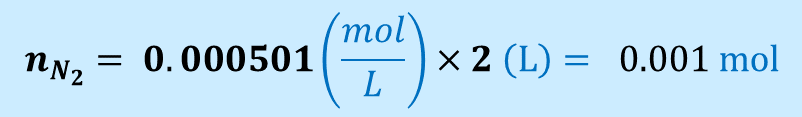 n_{N_2} = 0.000501 (mol/L) × 2 (L) = 0.001 mol